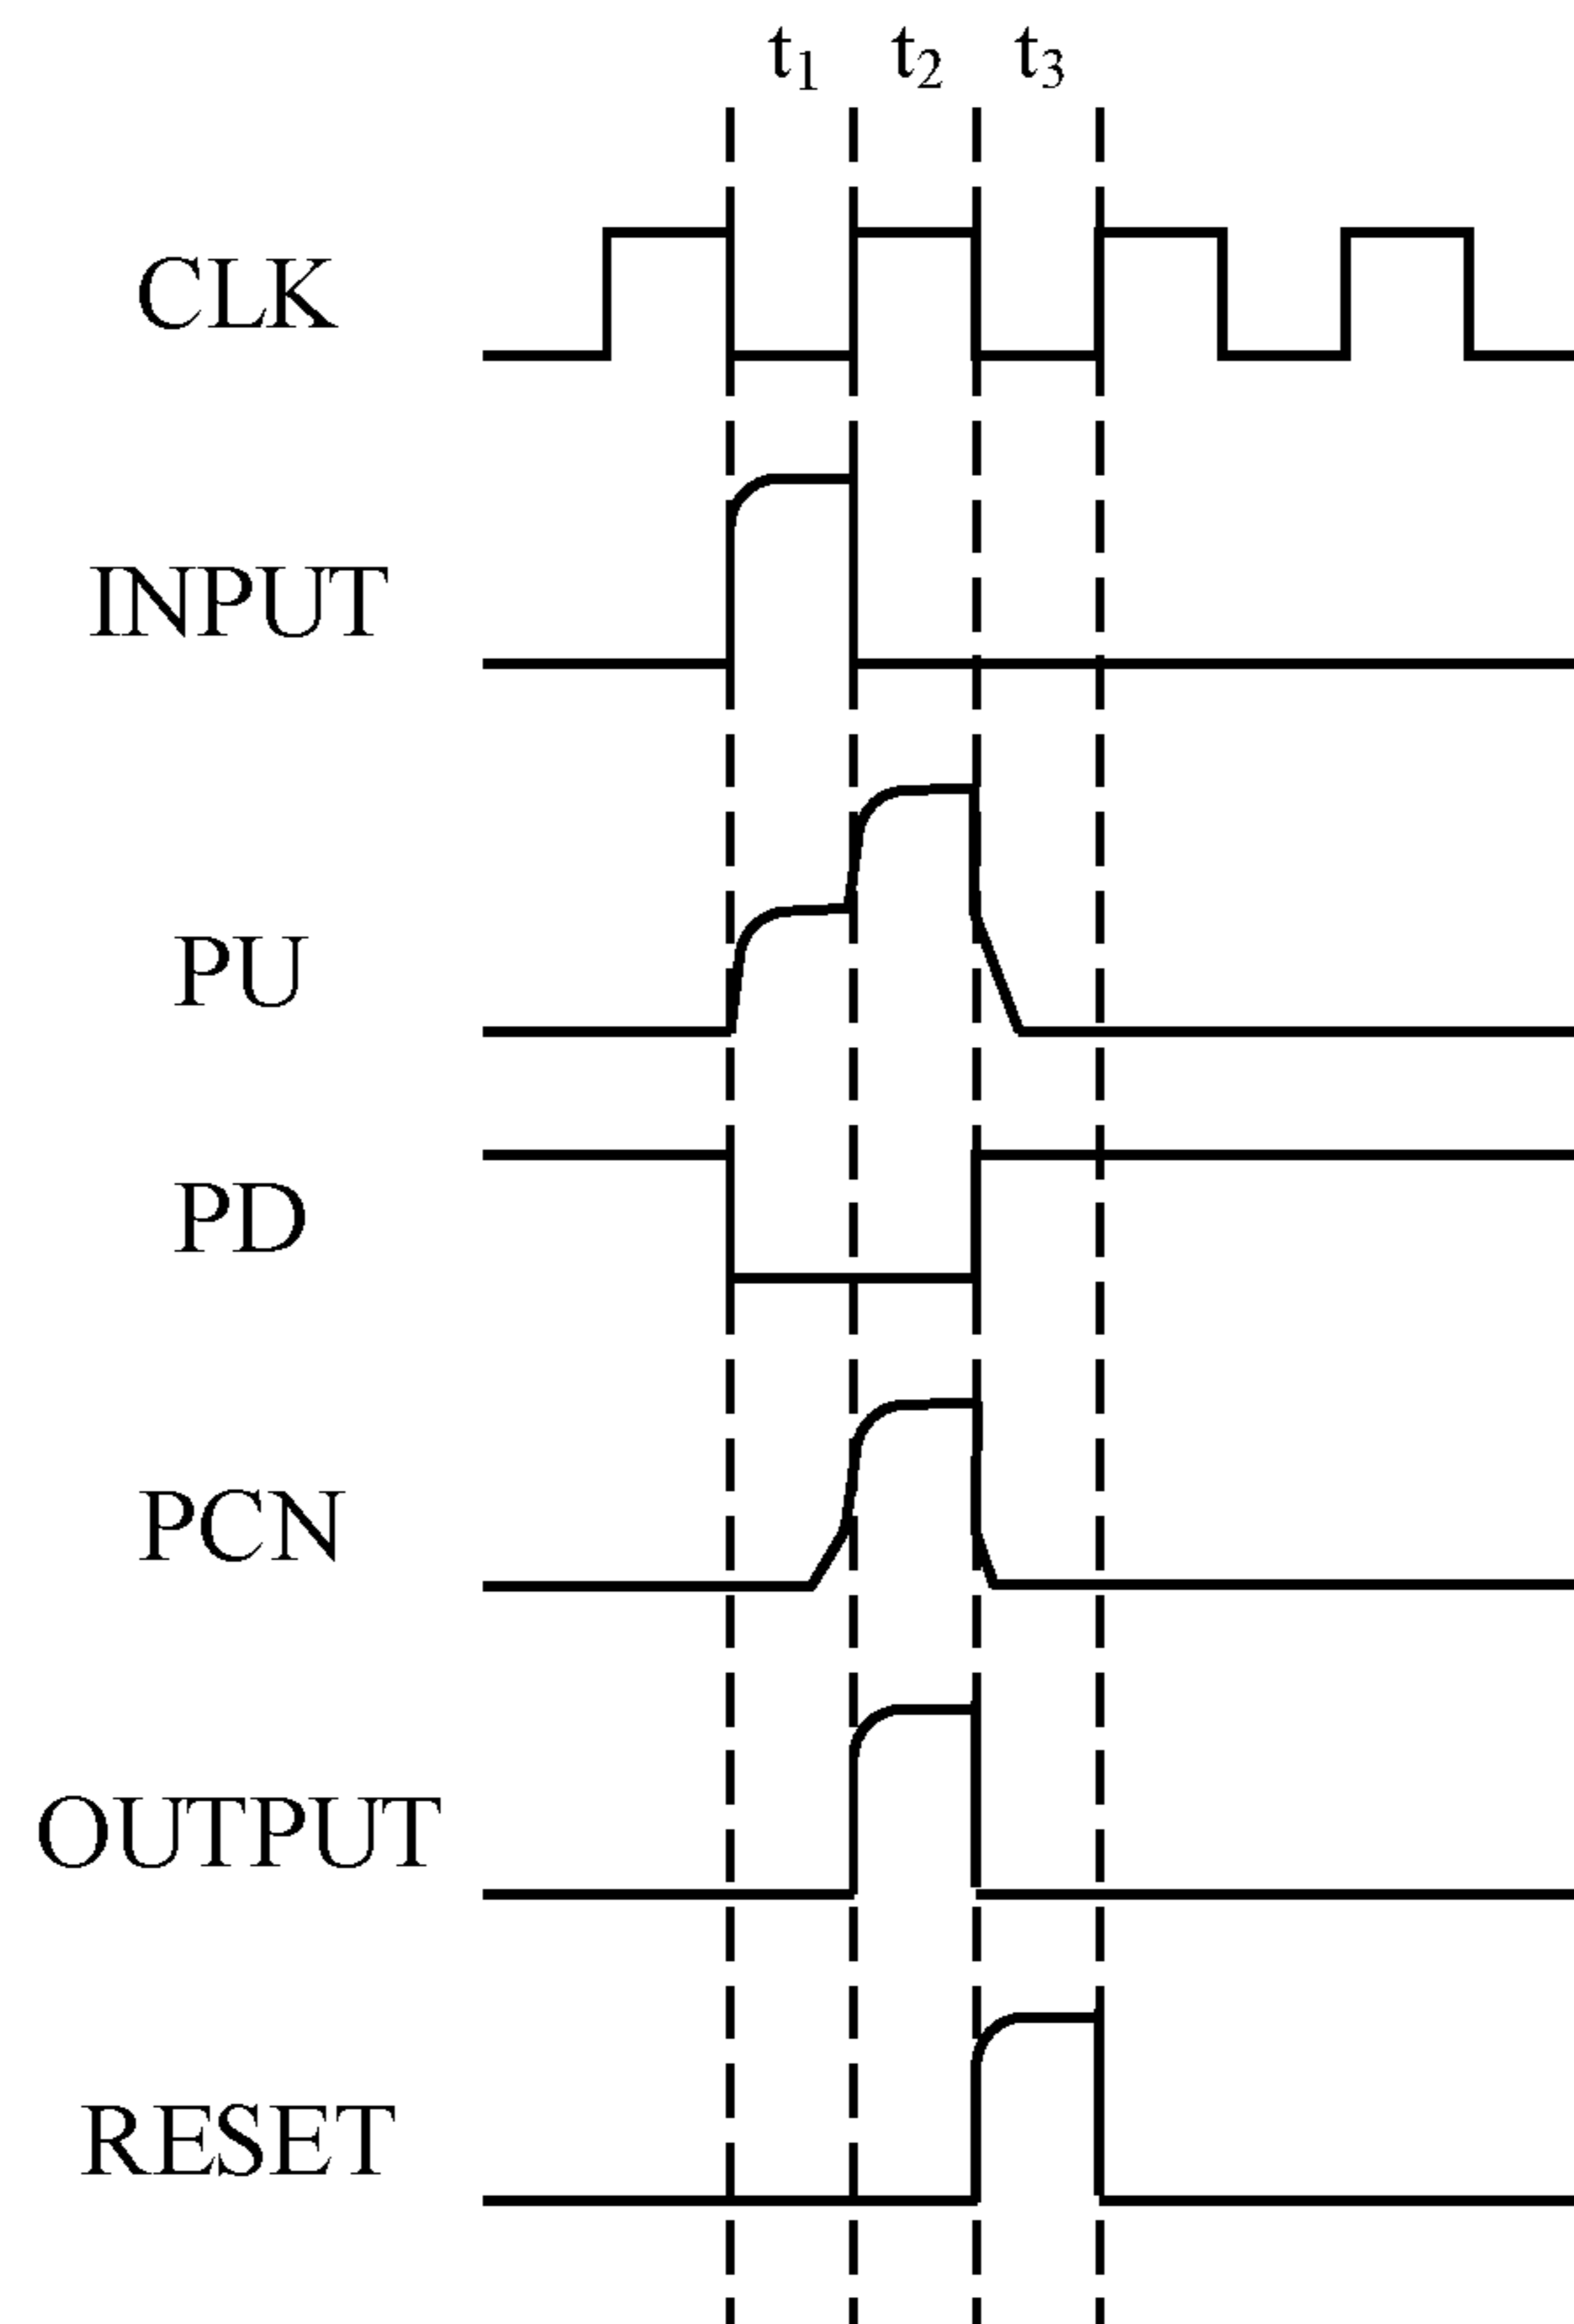 t1 t2 t3
CLK
INPUT
PU
PD
PCN
OUTPUT
RESET